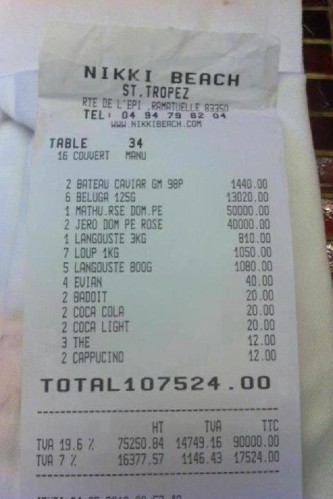 NIKKI BEACH
ST.TROPEZ
RTE DE L'EPI ,RAMATUELLE 83350
TEL: 04 94 79 82 04
WWW.NIKKIBEACH.COM
TABLE 34
16 COUVERT MANU
2 BATEAU CAVIAR GM 98P 1440.00
6 BELUGA 125G 13020.00
1 MATHU.RSE DOM.PE 50000.00
2 JERO DOM PE ROSE 40000.00
1 LANGOUSTE 3KG 810.00
7 LOUP 1KG 1050.00
5 LANGOUSTE 800G 1080.00
4 EVIAN 40.00
2 BADOIT 20.00
2 COCA COLA 20.00
2 COCA LIGHT 20.00
3 THE 12.00
2 CAPPUCINO 12.00
TOTAL107524.00
HT TVA TTC
TVA 19.6 % 75250.84 14749.16 90000.00
TVA 7 % 16377.57 1146.43 17524.00